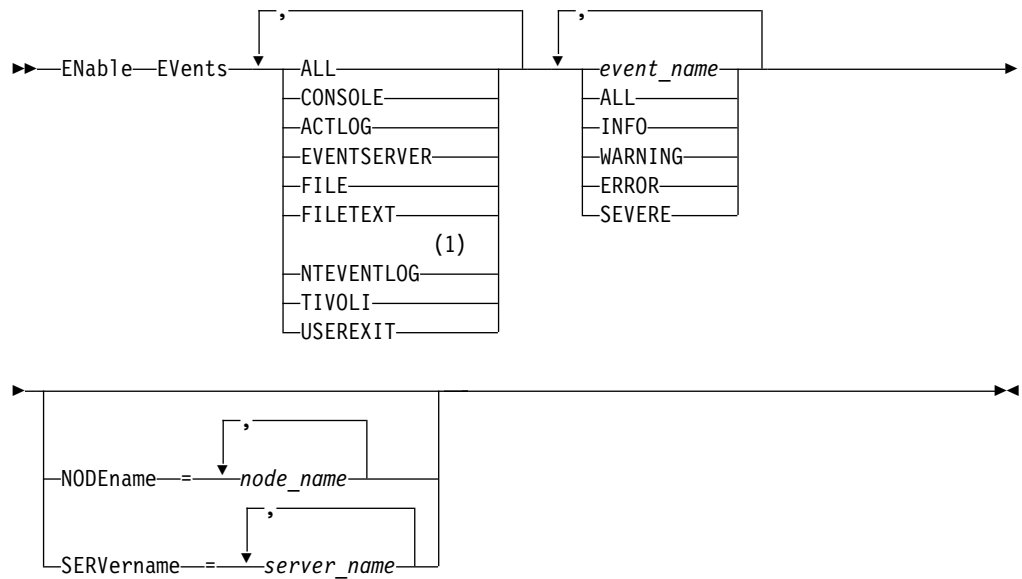 , ,
ENable EVents ALL event_name
CONSOLE ALL
ACTLOG INFO
EVENTSERVER WARNING
FILE ERROR
FILETEXT SEVERE
(1)
NTEVENTLOG
TIVOLI
USEREXIT
,
NODEname = node_name
,
SERVername = server_name